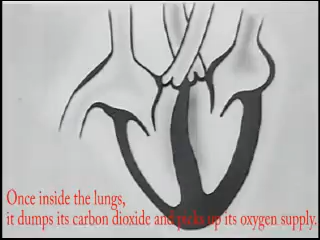 Once inside the lungs,
it dumps its carbon dioxide and picks up its oxygen supply.